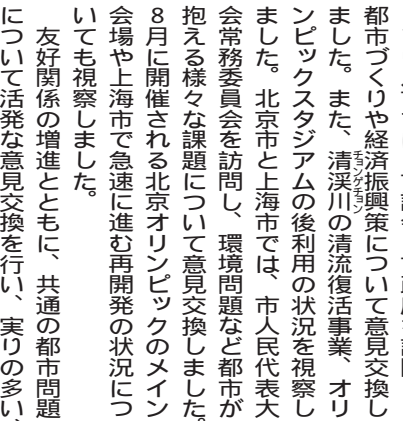 都市づくりや経済振興策について意見交換し
ました。また、清渓川の清流復活事業、オリ
チョンゲチョン
ンピックスタジアムの後利用の状況を視察し
ました。北京市と上海市では、市人民代表大
会常務委員会を訪問し、環境問題など都市が
抱える様々な課題について意見交換しました。
８月に開催される北京オリンピックのメイン
会場や上海市で急速に進む再開発の状況につ
いても視察しました。
友好関係の増進とともに、共通の都市問題
について活発な意見交換を行い、実りの多い、